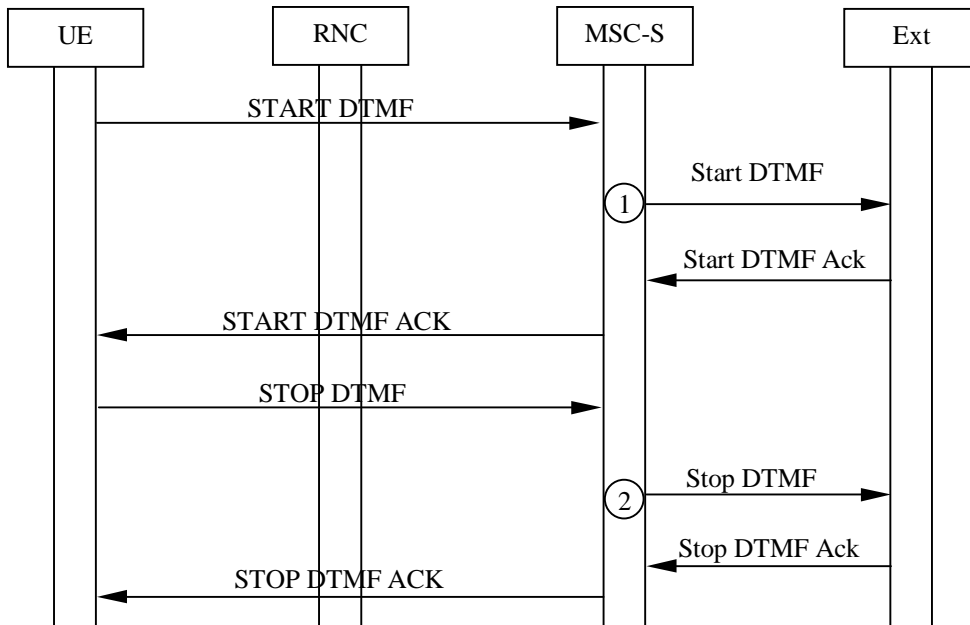 UE
RNC
MSC-S
Ext
START DTMF
Start DTMF
1
Start DTMF Ack
START DTMF ACK
STOP DTMF
Stop DTMF
2
Stop DTMF Ack
STOP DTMF ACK